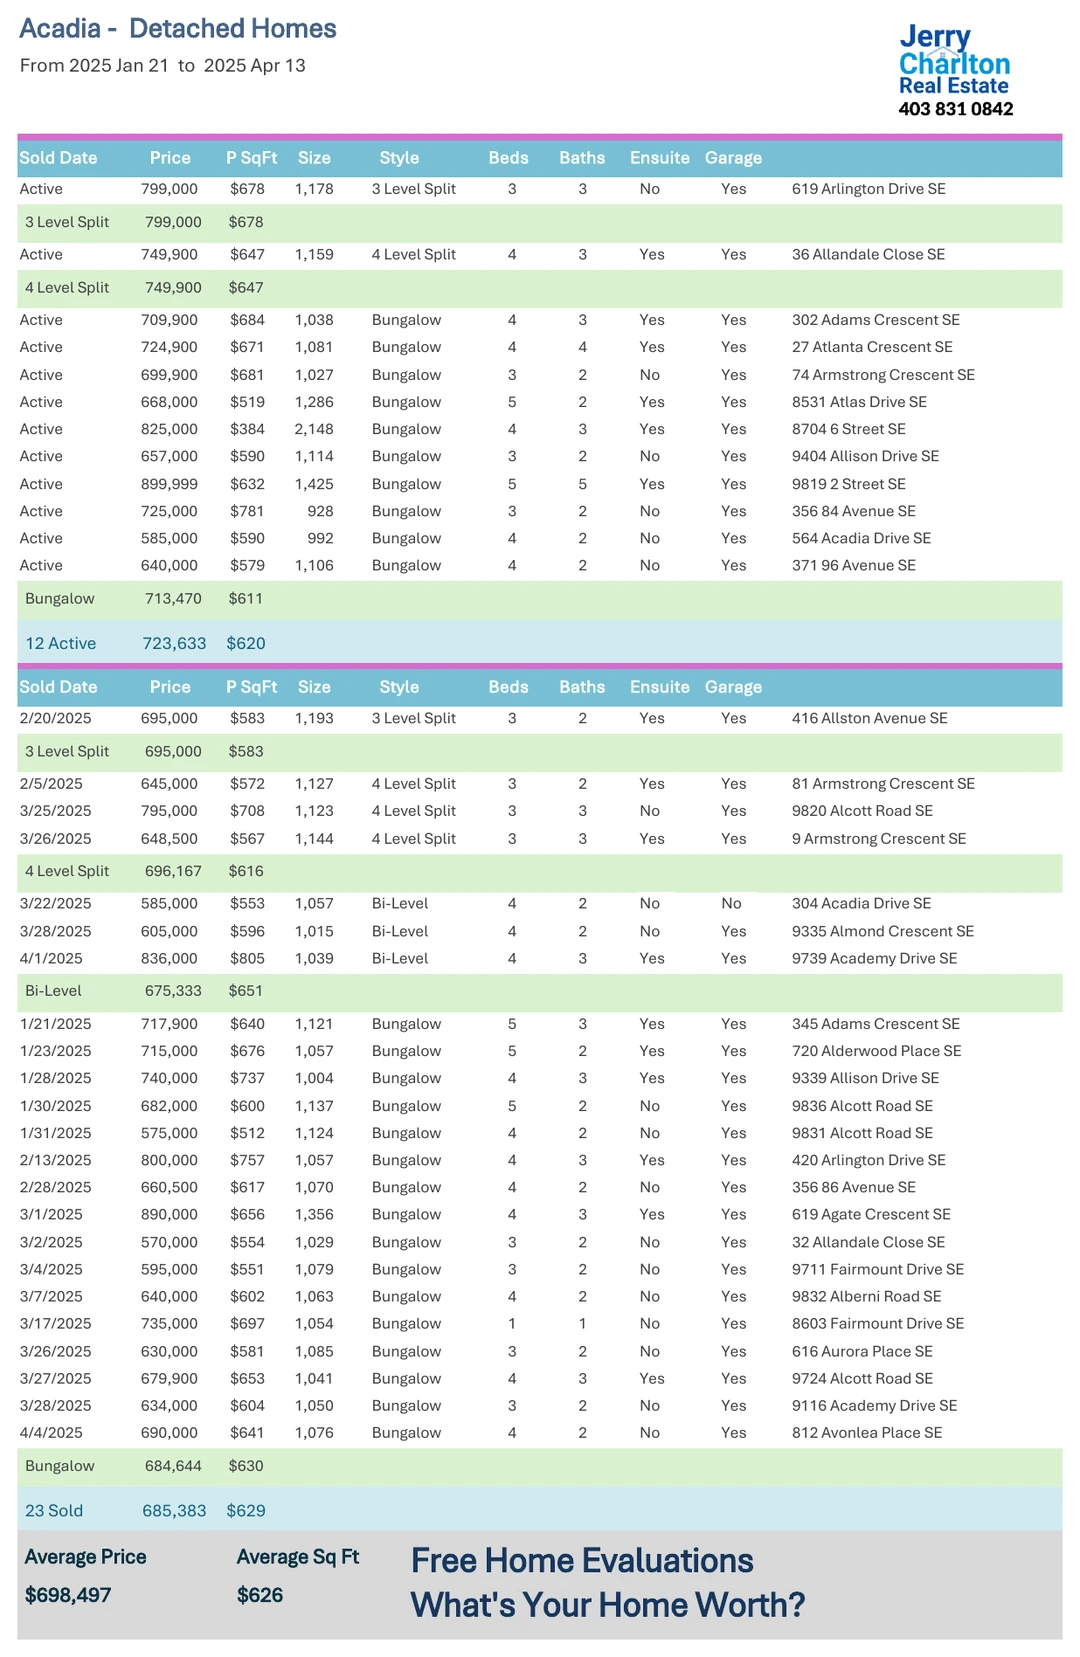 Acadia - Detached Homes
From 2025 Jan 21 to 2025 Apr 13
Jerry
Charlton
Real Estate
403 831 0842
Sold Date Price P SqFt Size Style Beds Baths Ensuite Garage
Active 799,000 $678 1,178 3 Level Split 3 3 No Yes 619 Arlington Drive SE
3 Level Split 799,000 $678
Active 749,900 $647 1,159 4 Level Split 4 3 Yes Yes 36 Allandale Close SE
4 Level Split 749,900 $647
Active 709,900 $684 1,038 Bungalow 4 3 Yes Yes 302 Adams Crescent SE
Active 724,900 $671 1,081 Bungalow 4 4 Yes Yes 27 Atlanta Crescent SE
Active 699,900 $681 1,027 Bungalow 3 2 No Yes 74 Armstrong Crescent SE
Active 668,000 $519 1,286 Bungalow 5 2 Yes Yes 8531 Atlas Drive SE
Active 825,000 $384 2,148 Bungalow 4 3 Yes Yes 8704 6 Street SE
Active 657,000 $590 1,114 Bungalow 3 2 No Yes 9404 Allison Drive SE
Active 899,999 $632 1,425 Bungalow 5 5 Yes Yes 9819 2 Street SE
Active 725,000 $781 928 Bungalow 3 2 No Yes 356 84 Avenue SE
Active 585,000 $590 992 Bungalow 4 2 No Yes 564 Acadia Drive SE
Active 640,000 $579 1,106 Bungalow 4 2 No Yes 371 96 Avenue SE
Bungalow 713,470 $611
12 Active 723,633 $620
Sold Date Price P SqFt Size Style Beds Baths Ensuite Garage
2/20/2025 695,000 $583 1,193 3 Level Split 3 2 Yes Yes 416 Allston Avenue SE
3 Level Split 695,000 $583
2/5/2025 645,000 $572 1,127 4 Level Split 3 2 Yes Yes 81 Armstrong Crescent SE
3/25/2025 795,000 $708 1,123 4 Level Split 3 3 No Yes 9820 Alcott Road SE
3/26/2025 648,500 $567 1,144 4 Level Split 3 3 Yes Yes 9 Armstrong Crescent SE
4 Level Split 696,167 $616
3/22/2025 585,000 $553 1,057 Bi-Level 4 2 No No 304 Acadia Drive SE
3/28/2025 605,000 $596 1,015 Bi-Level 4 2 No Yes 9335 Almond Crescent SE
4/1/2025 836,000 $805 1,039 Bi-Level 4 3 Yes Yes 9739 Academy Drive SE
Bi-Level 675,333 $651
1/21/2025 717,900 $640 1,121 Bungalow 5 3 Yes Yes 345 Adams Crescent SE
1/23/2025 715,000 $676 1,057 Bungalow 5 2 Yes Yes 720 Alderwood Place SE
1/28/2025 740,000 $737 1,004 Bungalow 4 3 Yes Yes 9339 Allison Drive SE
1/30/2025 682,000 $600 1,137 Bungalow 5 2 No Yes 9836 Alcott Road SE
1/31/2025 575,000 $512 1,124 Bungalow 4 2 No Yes 9831 Alcott Road SE
2/13/2025 800,000 $757 1,057 Bungalow 4 3 Yes Yes 420 Arlington Drive SE
2/28/2025 660,500 $617 1,070 Bungalow 4 2 No Yes 356 86 Avenue SE
3/1/2025 890,000 $656 1,356 Bungalow 4 3 Yes Yes 619 Agate Crescent SE
3/2/2025 570,000 $554 1,029 Bungalow 3 2 No Yes 32 Allandale Close SE
3/4/2025 595,000 $551 1,079 Bungalow 3 2 No Yes 9711 Fairmount Drive SE
3/7/2025 640,000 $602 1,063 Bungalow 4 2 No Yes 9832 Alberni Road SE
3/17/2025 735,000 $697 1,054 Bungalow 1 1 No Yes 8603 Fairmount Drive SE
3/26/2025 630,000 $581 1,085 Bungalow 3 2 No Yes 616 Aurora Place SE
3/27/2025 679,900 $653 1,041 Bungalow 4 3 Yes Yes 9724 Alcott Road SE
3/28/2025 634,000 $604 1,050 Bungalow 3 2 No Yes 9116 Academy Drive SE
4/4/2025 690,000 $641 1,076 Bungalow 4 2 No Yes 812 Avonlea Place SE
Bungalow 684,644 $630
23 Sold 685,383 $629
Average Price Average Sq Ft
$698,497 $626
Free Home Evaluations
What's Your Home Worth?